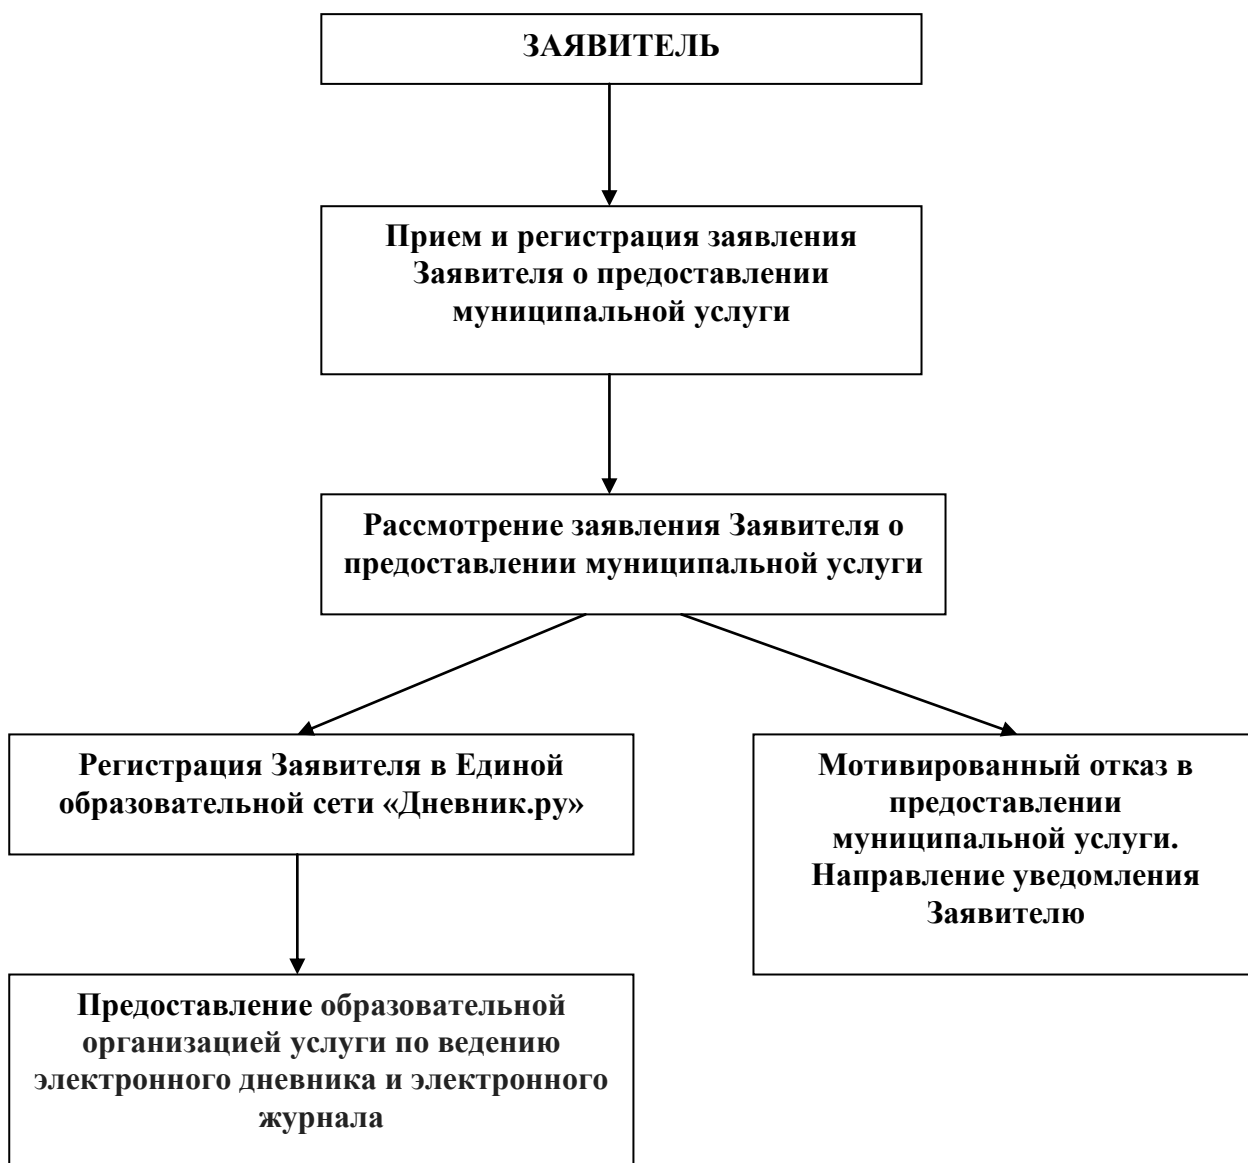 ЗАЯВИТЕЛЬ
Прием и регистрация заявления
Заявителя о предоставлении
муниципальной услуги
Рассмотрение заявления Заявителя о
предоставлении муниципальной услуги
Регистрация Заявителя в Единой
образовательной сети «Дневник.ру»
Мотивированный отказ в
предоставлении
муниципальной услуги.
Направление уведомления
Заявителю
Предоставление образовательной
организацией услуги по ведению
электронного дневника и электронного
журнала